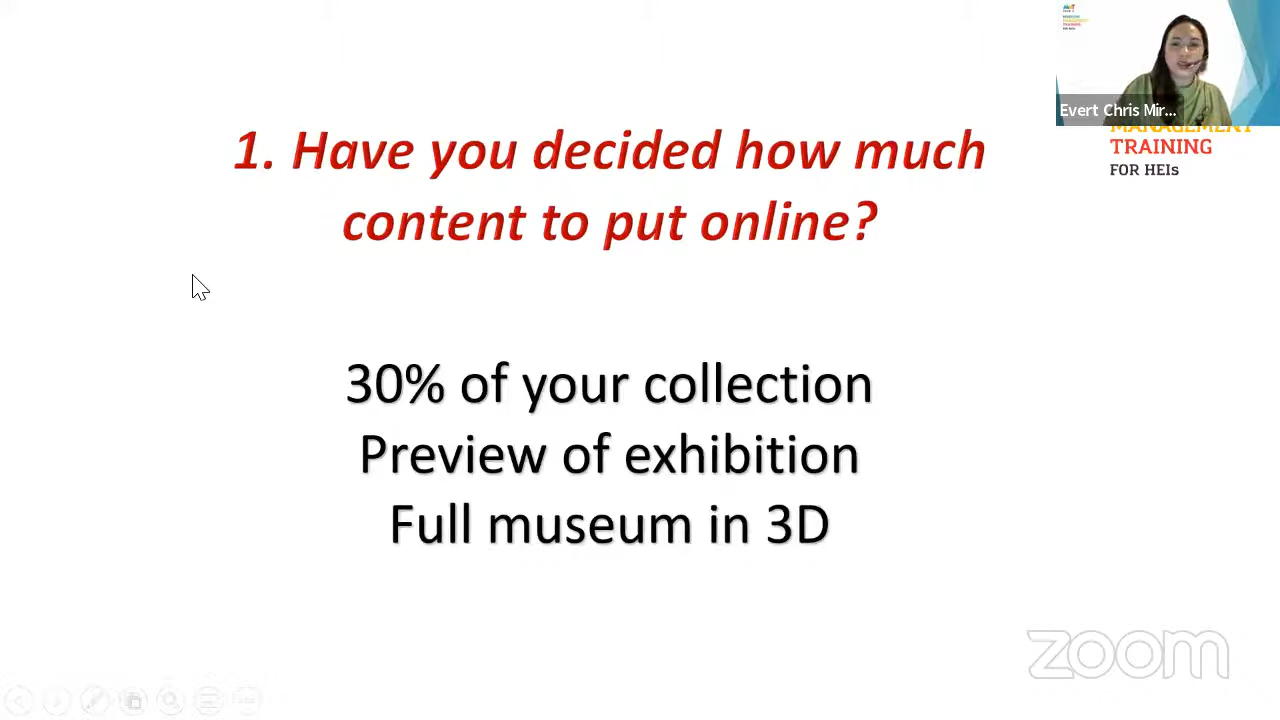 1. Have you decided how much
content to put online?
30% of your collection
Preview of exhibition
Full museum in 3D
Evert Chris Mir...
MANAGEMENT
TRAINING
FOR HEIs
zoom